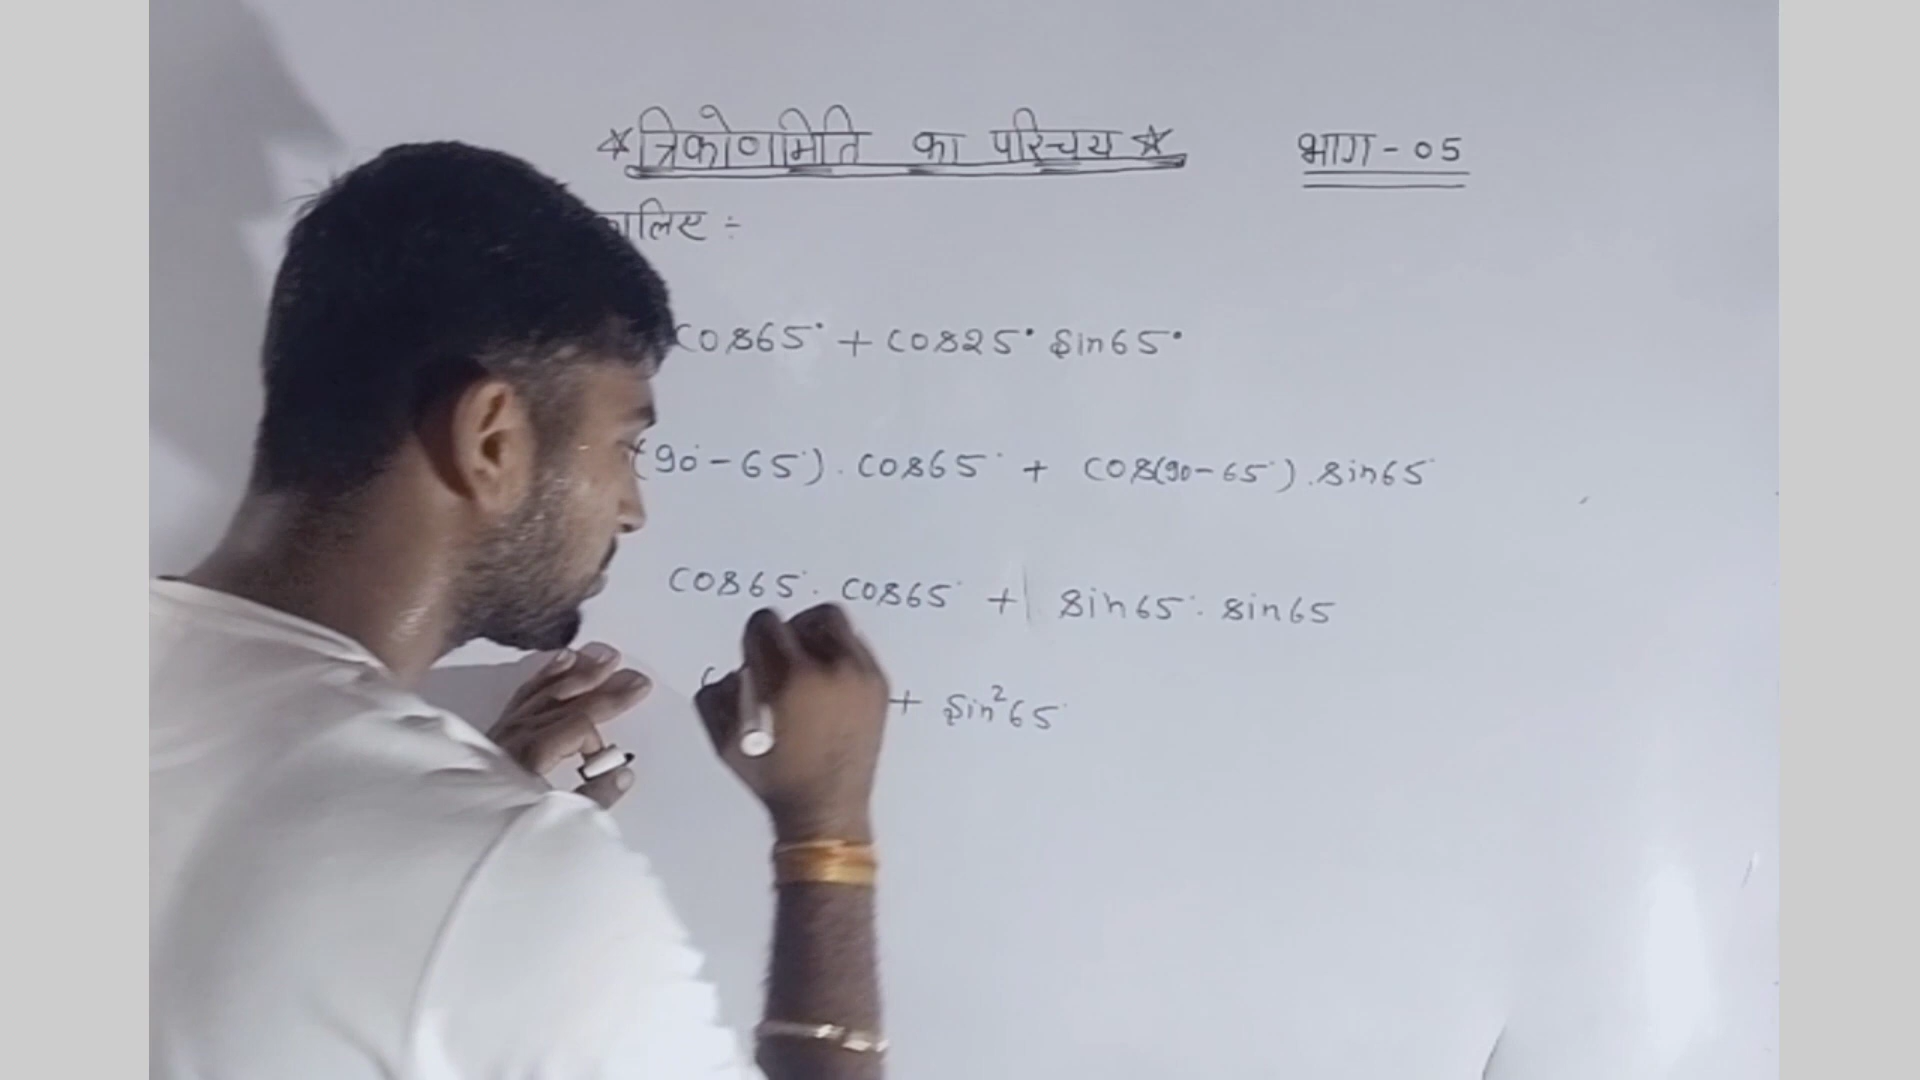 *त्रिकोणमिति का परिचय* भाग - 05
cos65° + cos25° sin65°
(90° - 65°) . cos65° + cos(90 - 65°) . sin65
cos65° . cos65° + sin65° . sin65
+ sin²65°